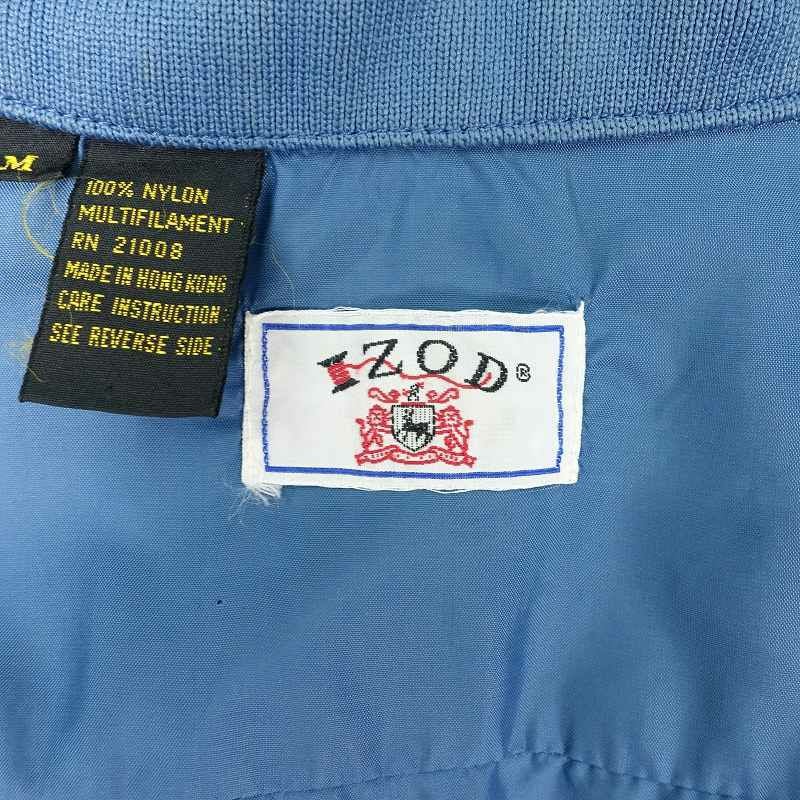 M
100% NYLON
MULTIFILAMENT
RN 21008
MADE IN HONG KONG
CARE INSTRUCTION
SEE REVERSE SIDE
IZOD®